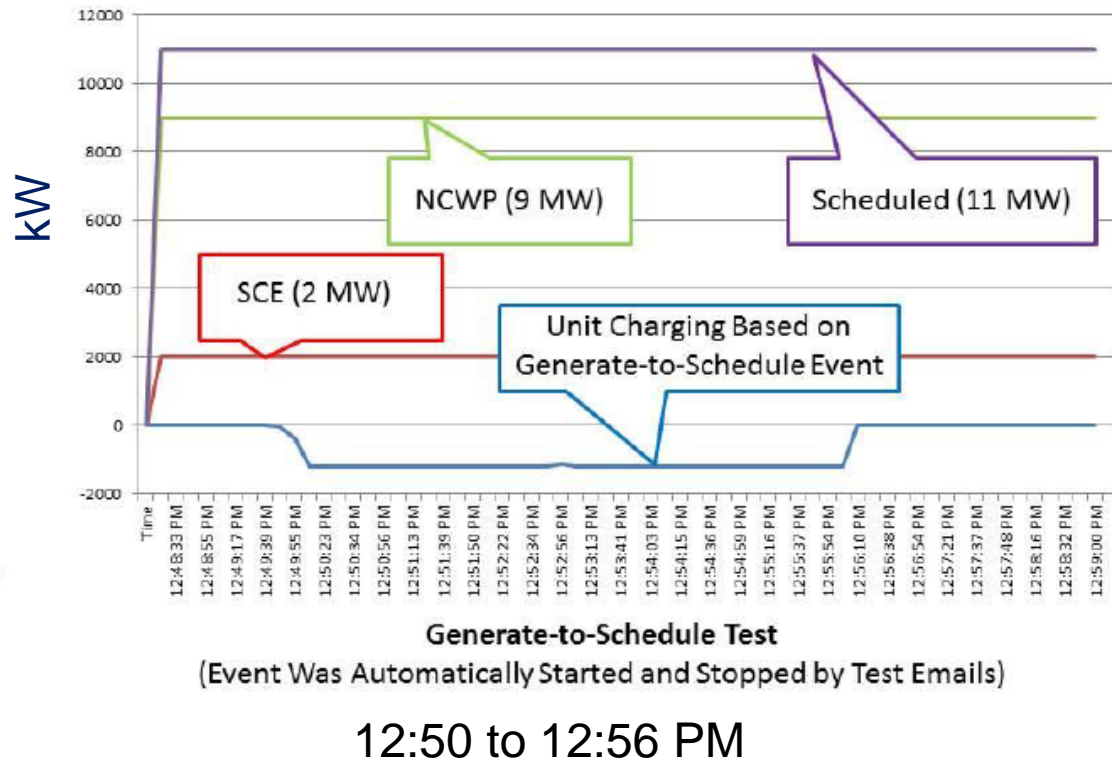 12000
10000
8000
6000
4000
2000
0
-2000
kW
NCWP (9 MW)
Scheduled (11 MW)
SCE (2 MW)
Unit Charging Based on
Generate-to-Schedule Event
Time
12:48:33 PM
12:48:55 PM
12:49:17 PM
12:49:39 PM
12:49:55 PM
12:50:23 PM
12:50:34 PM
12:50:56 PM
12:51:13 PM
12:51:39 PM
12:51:50 PM
12:52:22 PM
12:52:34 PM
12:52:56 PM
12:53:13 PM
12:53:41 PM
12:54:03 PM
12:54:15 PM
12:54:36 PM
12:54:59 PM
12:55:16 PM
12:55:37 PM
12:55:54 PM
12:56:10 PM
12:56:38 PM
12:56:54 PM
12:57:21 PM
12:57:37 PM
12:57:48 PM
12:58:16 PM
12:58:32 PM
12:59:00 PM
Generate-to-Schedule Test
(Event Was Automatically Started and Stopped by Test Emails)
12:50 to 12:56 PM